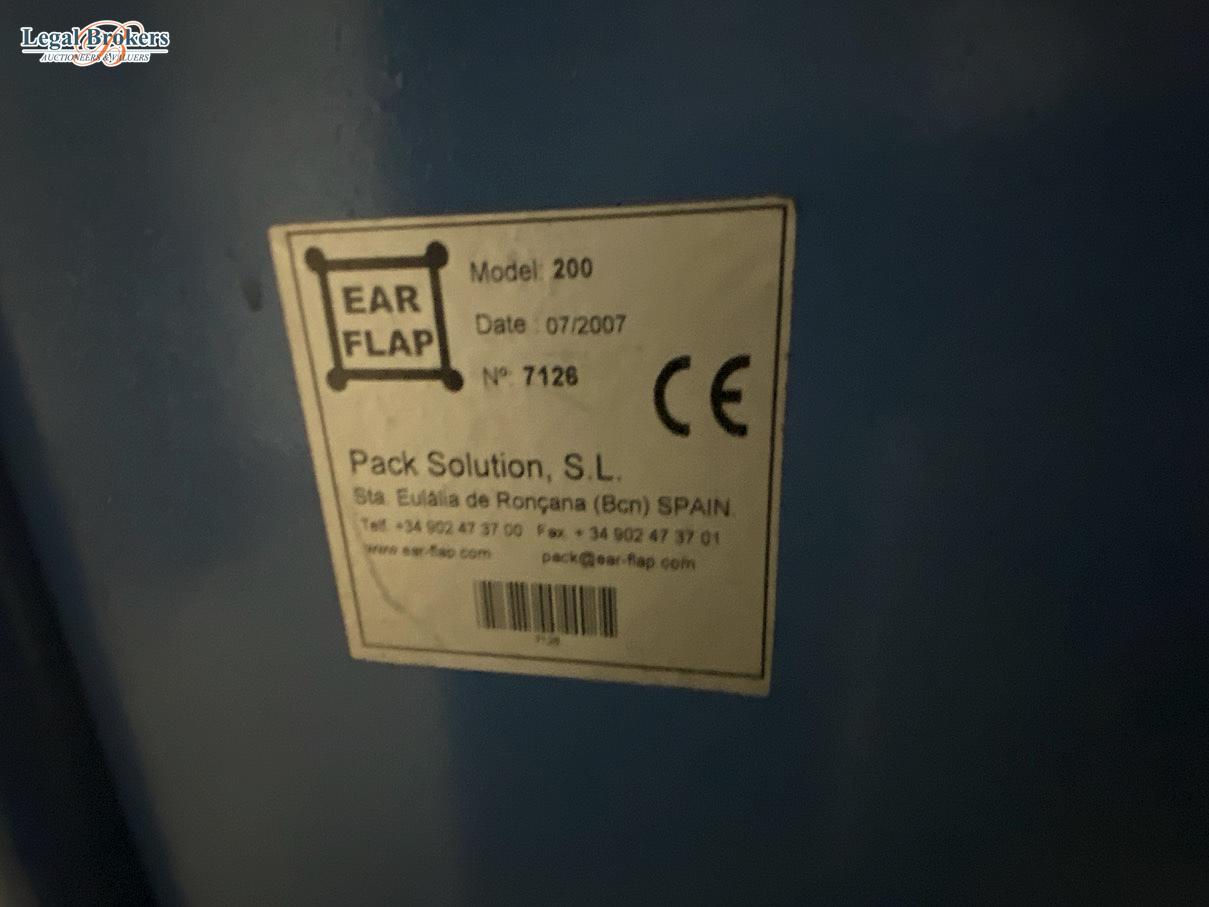 Legal Brokers
AUCTIONEERS & VALUERS
EAR
FLAP
Model: 200
Date : 07/2007
Nº: 7126
CE
Pack Solution, S.L.
Sta. Eulàlia de Ronçana (Bcn) SPAIN.
Telf. +34 902 47 37 00 Fax. + 34 902 47 37 01
www.ear-flap.com pack@ear-flap.com
7126